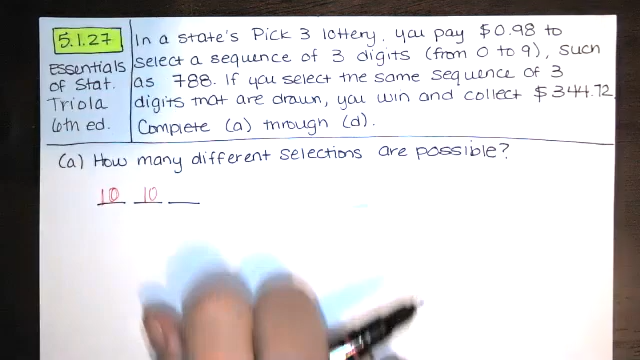 5.1.27
Essentials
of Stat.
Triola
6th ed.
In a state's Pick 3 lottery, you pay $0.98 to
select a sequence of 3 digits (from 0 to 9), such
as 788. If you select the same sequence of 3
digits that are drawn, you win and collect $344.72.
Complete (a) through (d).
(a) How many different selections are possible?
10 10